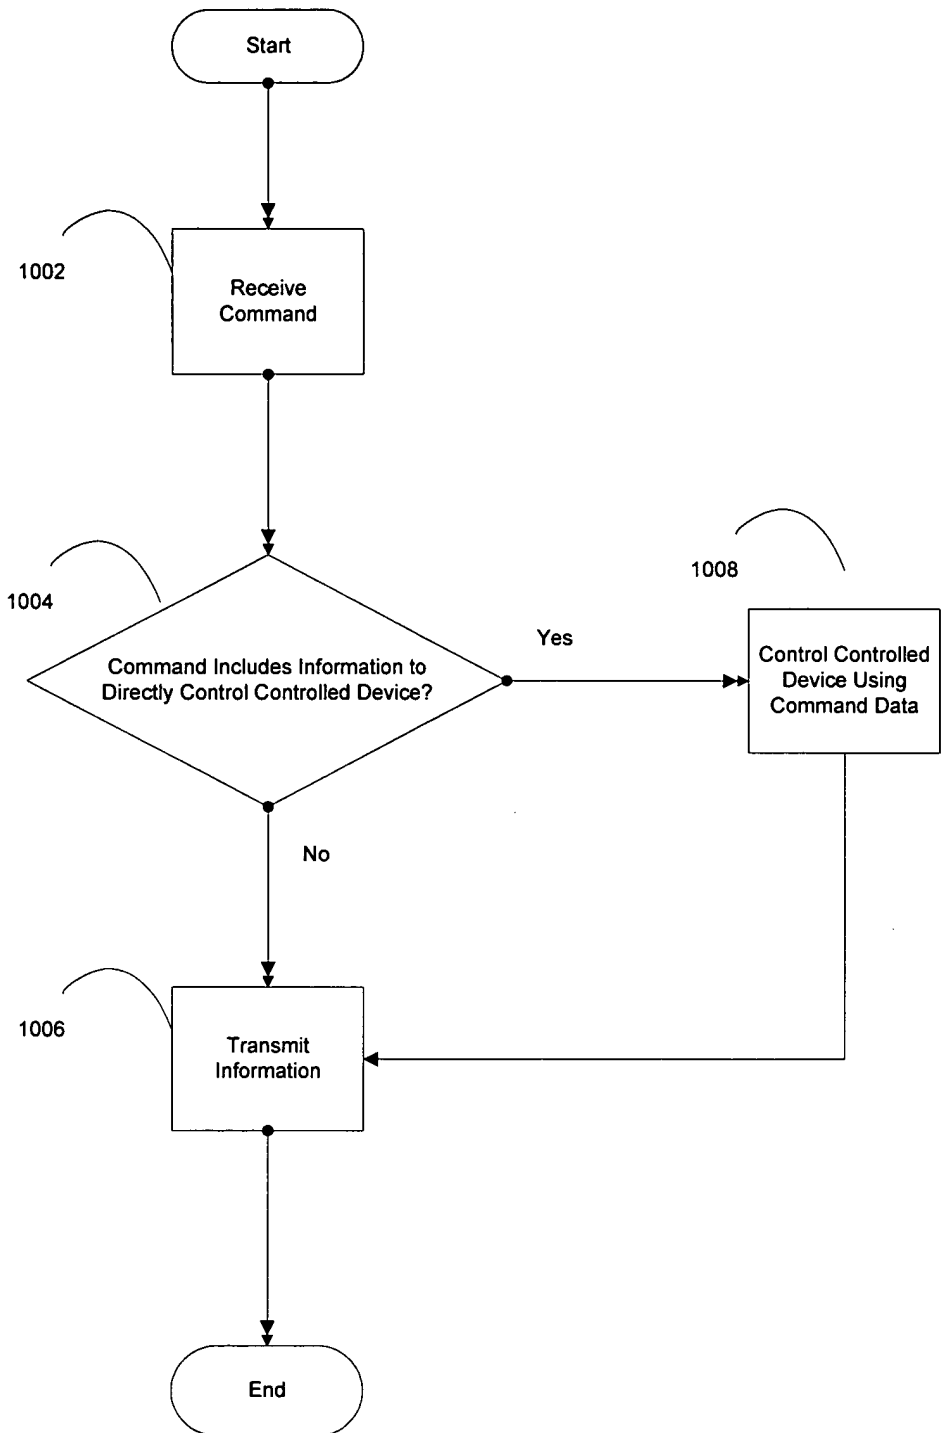 Start
1002
Receive
Command
1004
Command Includes Information to
Directly Control Controlled Device?
Yes
1008
Control Controlled
Device Using
Command Data
No
1006
Transmit
Information
End